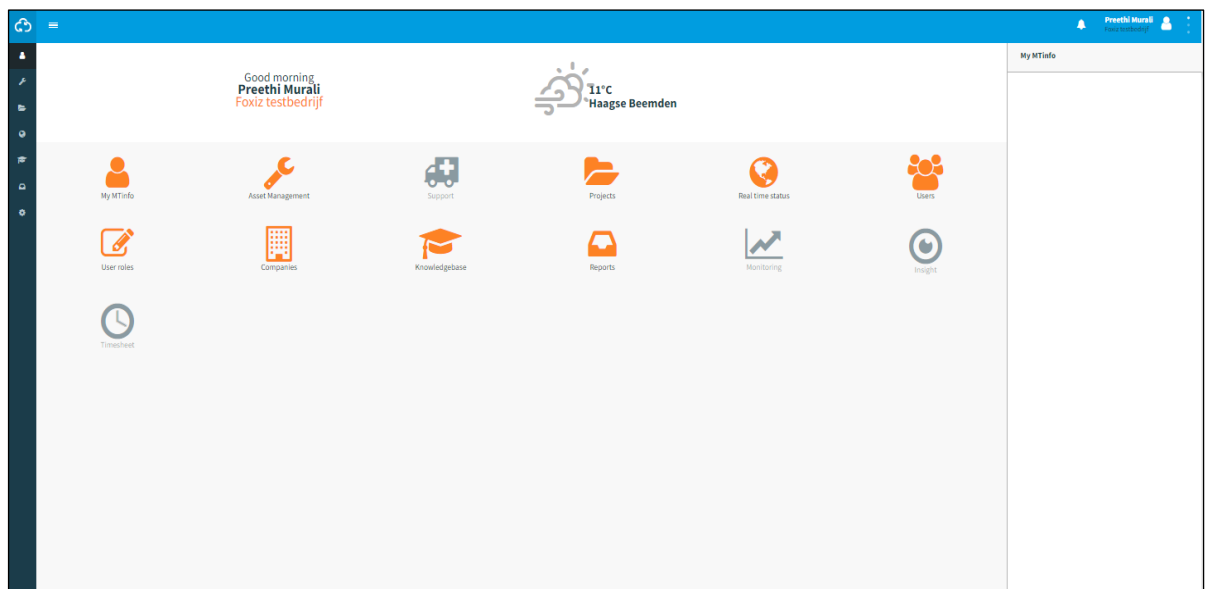 Preethi Murali
Foxiz testbedrijf
My MTinfo
Good morning
Preethi Murali
Foxiz testbedrijf
11°C
Haagse Beemden
My MTinfo
Asset Management
Support
Projects
Real time status
Users
User roles
Companies
Knowledgebase
Reports
Monitoring
Insight
Timesheet